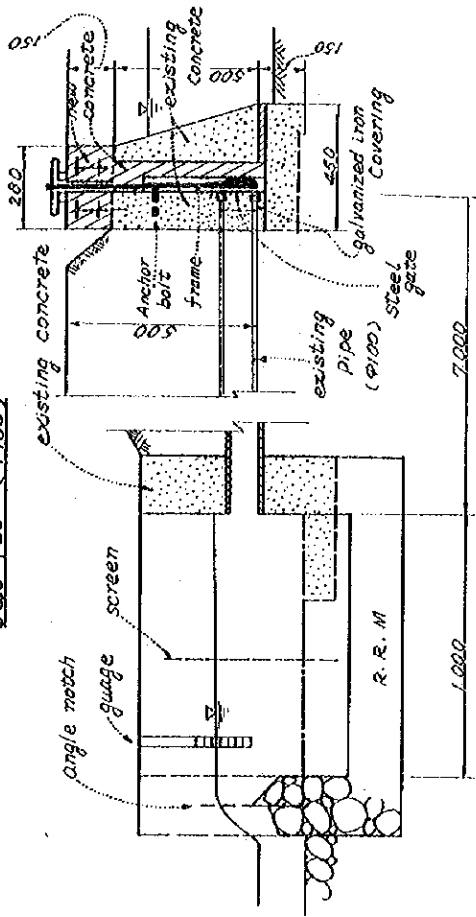 existing concrete
angle notch
guage
screen
280
150
new
concrete
500
existing
concrete
150
500
Anchor
bolt
frame
existing
pipe
(φ100)
steel
gate
galvanized iron
covering
450
R. R. M
1,000
7,000